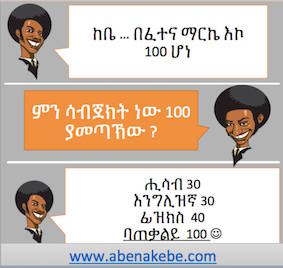 ከቤ ... በፈተና ማርኬ እኮ
100 ሆነ
ምን ሳብጀክት ነው 100
ያመጣኸው ?
ሒሳብ 30
እንግሊዝኛ 30
ፊዝክስ 40
ባጠቃላይ 100 ☺
www.abenakebe.com